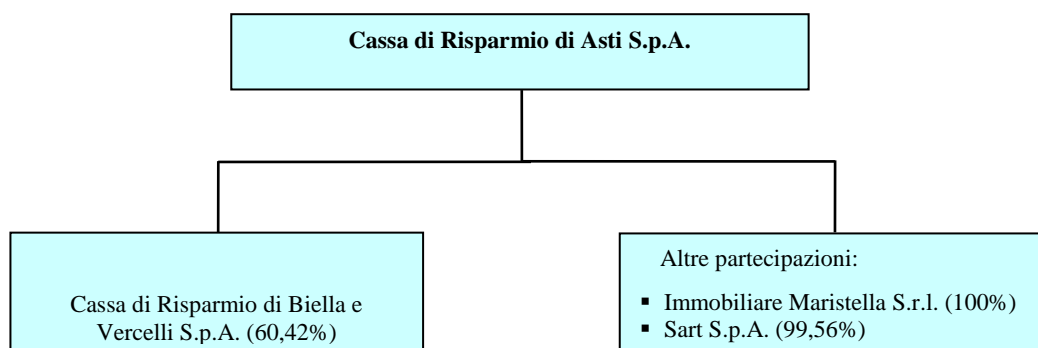 Cassa di Risparmio di Asti S.p.A.
Cassa di Risparmio di Biella e
Vercelli S.p.A. (60,42%)
Altre partecipazioni:
▪ Immobiliare Maristella S.r.l. (100%)
▪ Sart S.p.A. (99,56%)